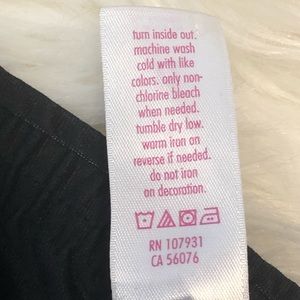 turn inside out.
machine wash
cold with like
colors. only non-
chlorine bleach
when needed.
tumble dry low.
warm iron on
reverse if needed.
do not iron
on decoration.
RN 107931
CA 56076